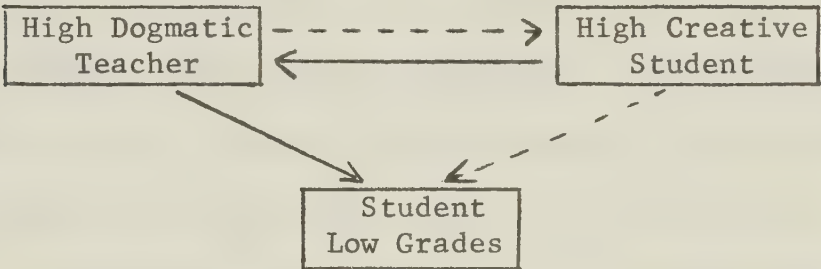 High Dogmatic
Teacher
High Creative
Student
Student
Low Grades